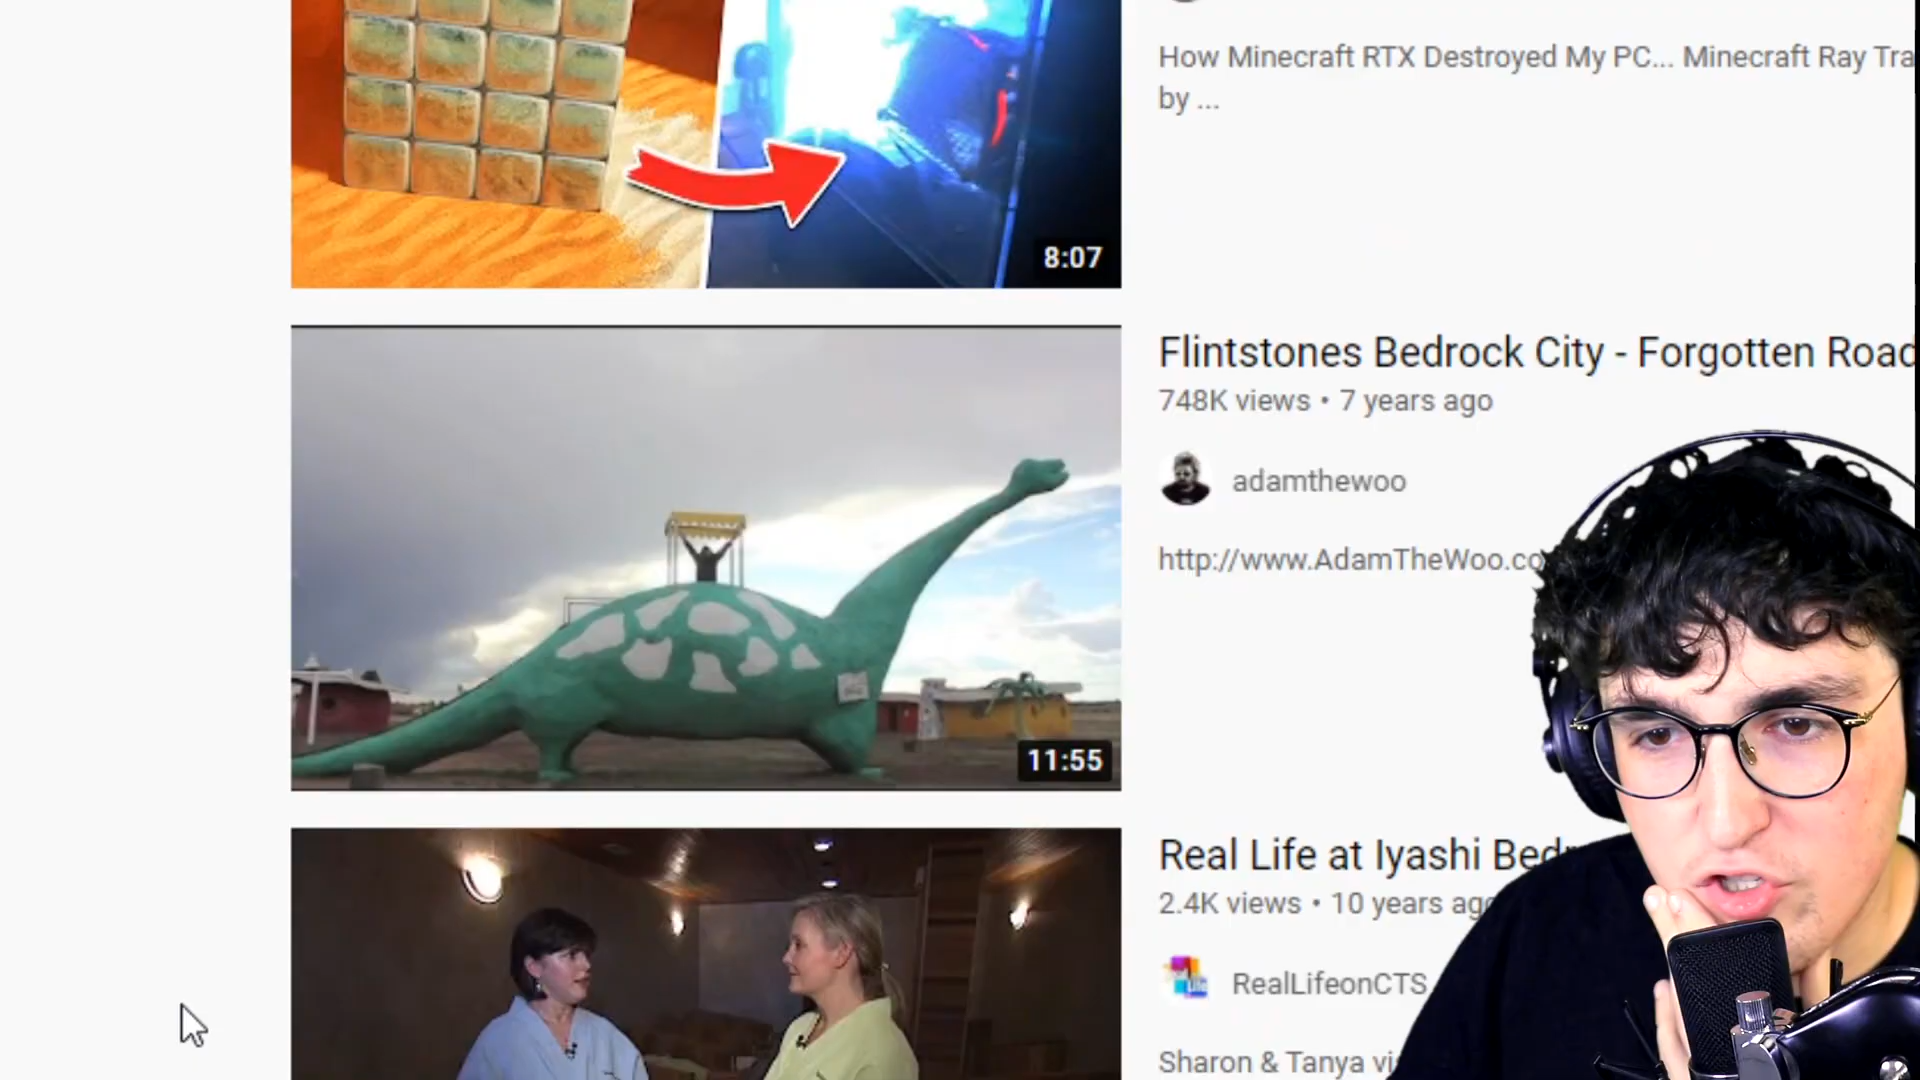 How Minecraft RTX Destroyed My PC... Minecraft Ray Tra
by ...
8:07
Flintstones Bedrock City - Forgotten Road
748K views • 7 years ago
adamthewoo
http://www.AdamTheWoo.co
11:55
Real Life at Iyashi Bedr
2.4K views • 10 years ago
RealLifeonCTS
Sharon & Tanya vi